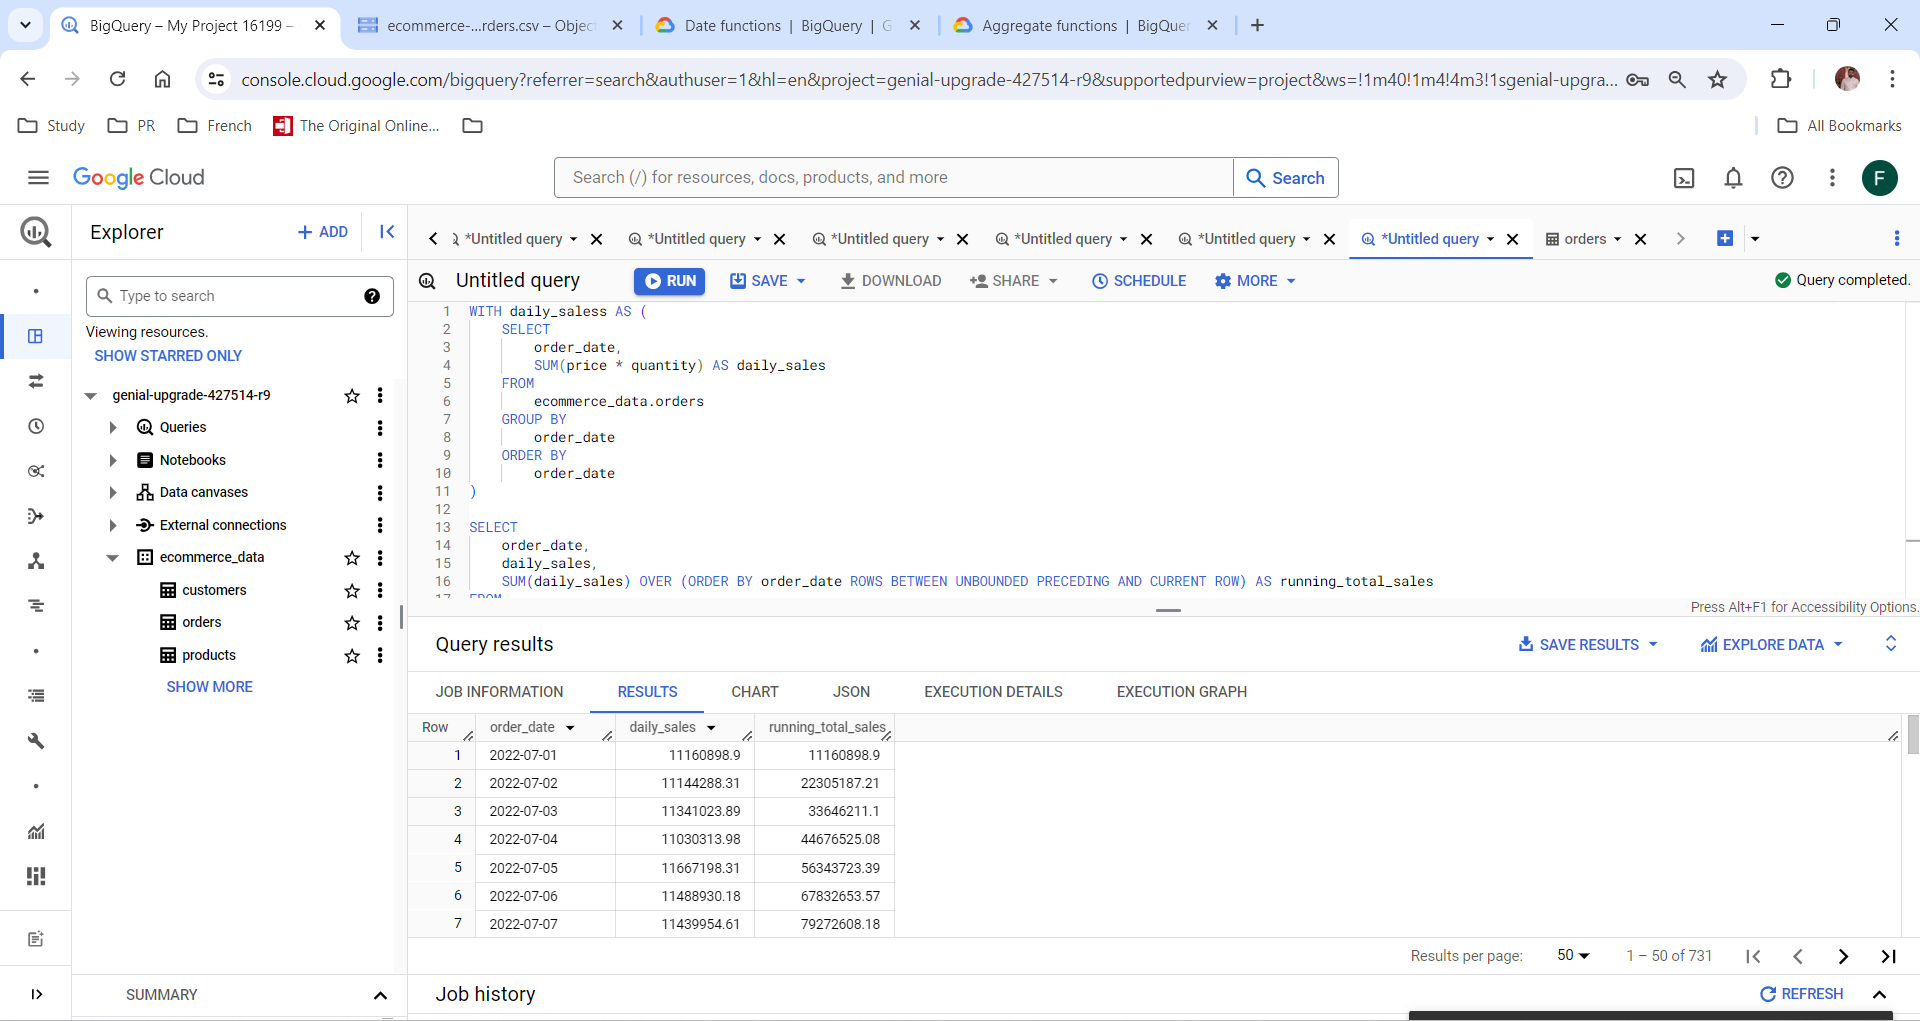 BigQuery – My Project 16199 –
ecommerce-...rders.csv – Object
Date functions | BigQuery | G
Aggregate functions | BigQuer
console.cloud.google.com/bigquery?referrer=search&authuser=1&hl=en&project=genial-upgrade-427514-r9&supportedpurview=project&ws=!1m40!1m4!4m3!1sgenial-upgra...
Study
PR
French
The Original Online...
All Bookmarks
Google Cloud
Search (/) for resources, docs, products, and more
Search
F
Explorer
+ ADD
*Untitled query
*Untitled query
*Untitled query
*Untitled query
*Untitled query
*Untitled query
orders
Untitled query
RUN
SAVE
DOWNLOAD
SHARE
SCHEDULE
MORE
Query completed.
Type to search
Viewing resources.
SHOW STARRED ONLY
genial-upgrade-427514-r9
Queries
Notebooks
Data canvases
External connections
ecommerce_data
customers
orders
products
SHOW MORE
SUMMARY
1 WITH daily_saless AS (
2 SELECT
3 order_date,
4 SUM(price * quantity) AS daily_sales
5 FROM
6 ecommerce_data.orders
7 GROUP BY
8 order_date
9 ORDER BY
10 order_date
11 )
12
13 SELECT
14 order_date,
15 daily_sales,
16 SUM(daily_sales) OVER (ORDER BY order_date ROWS BETWEEN UNBOUNDED PRECEDING AND CURRENT ROW) AS running_total_sales
17 FROM
Press Alt+F1 for Accessibility Options.
Query results
SAVE RESULTS
EXPLORE DATA
JOB INFORMATION
RESULTS
CHART
JSON
EXECUTION DETAILS
EXECUTION GRAPH
Row order_date daily_sales running_total_sales
1 2022-07-01 11160898.9 11160898.9
2 2022-07-02 11144288.31 22305187.21
3 2022-07-03 11341023.89 33646211.1
4 2022-07-04 11030313.98 44676525.08
5 2022-07-05 11667198.31 56343723.39
6 2022-07-06 11488930.18 67832653.57
7 2022-07-07 11439954.61 79272608.18
Results per page: 50 1 – 50 of 731
Job history
REFRESH